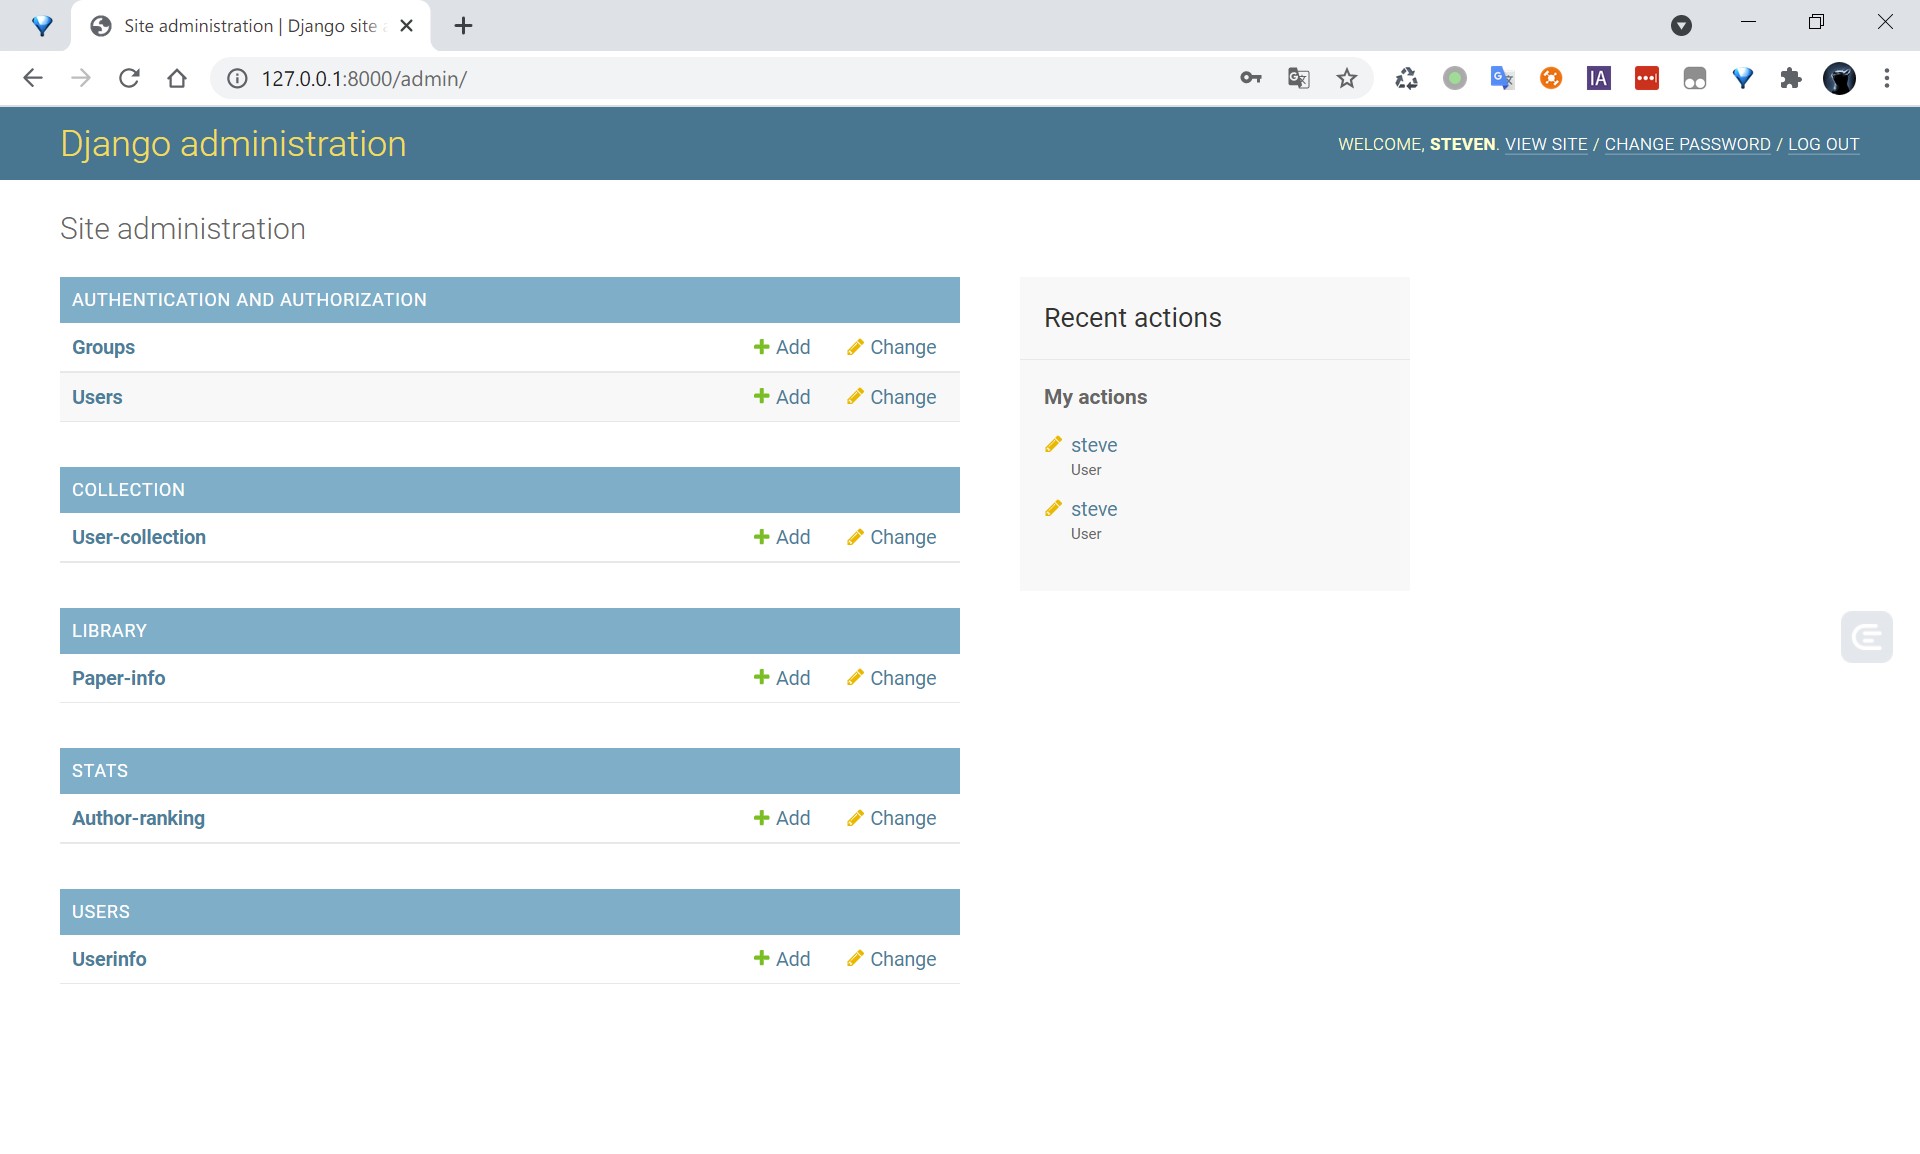 Site administration | Django site a
127.0.0.1:8000/admin/
IA
Django administration
WELCOME, STEVEN. VIEW SITE / CHANGE PASSWORD / LOG OUT
Site administration
AUTHENTICATION AND AUTHORIZATION
Groups Add Change
Users Add Change
COLLECTION
User-collection Add Change
LIBRARY
Paper-info Add Change
STATS
Author-ranking Add Change
USERS
Userinfo Add Change
Recent actions
My actions
steve
User
steve
User